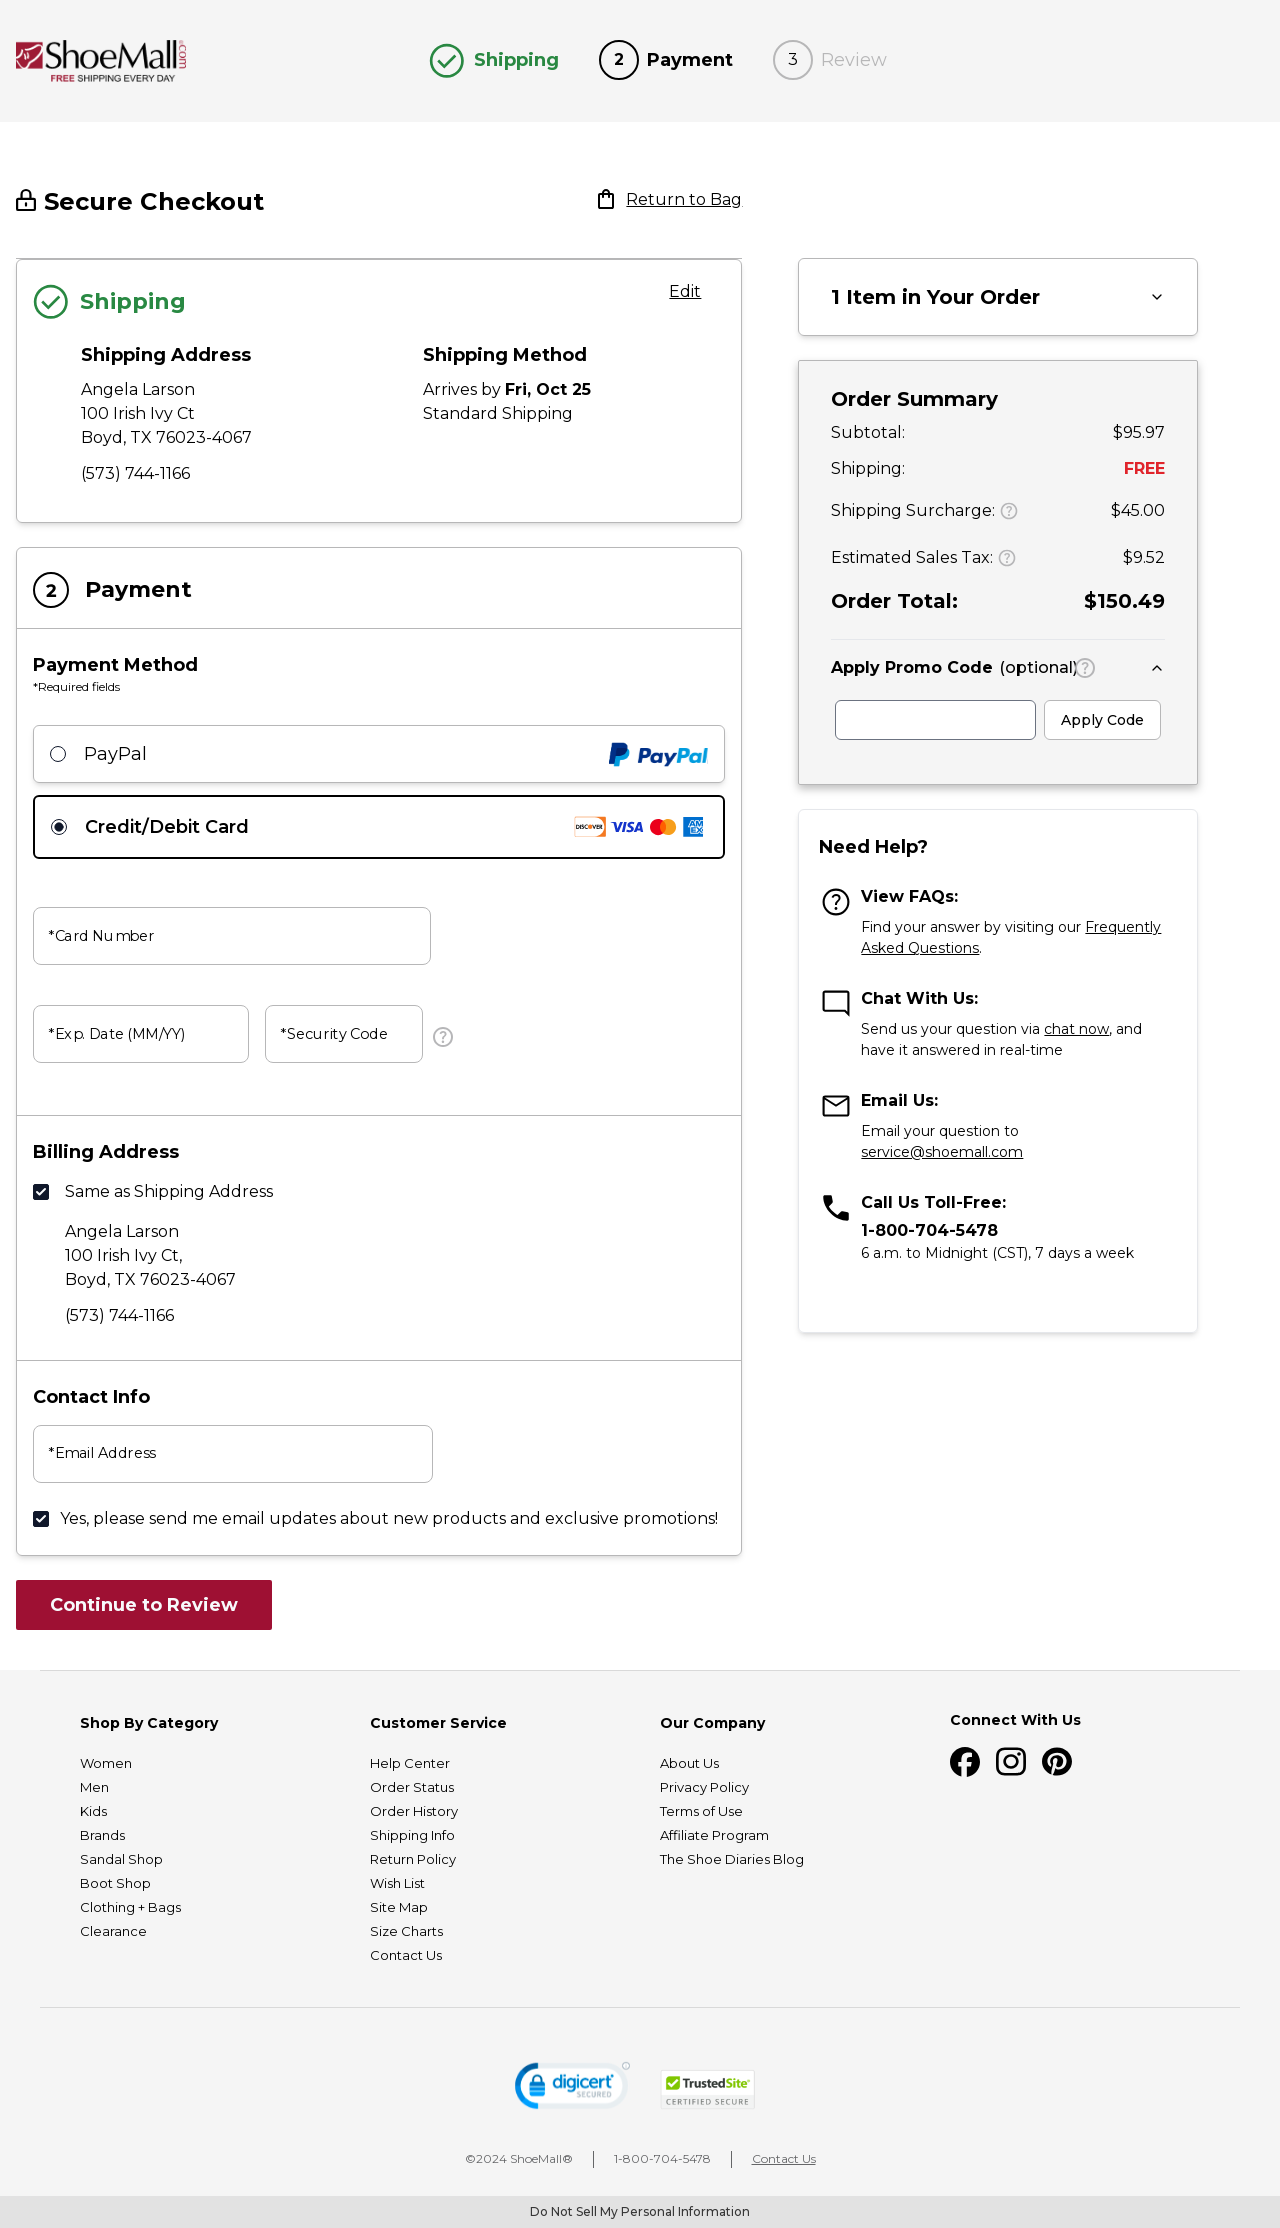 ShoeMall.com
FREE SHIPPING EVERY DAY
Shipping
2 Payment
3 Review
Secure Checkout
Return to Bag
Shipping
Edit
Shipping Address
Angela Larson
100 Irish Ivy Ct
Boyd, TX 76023-4067
(573) 744-1166
Shipping Method
Arrives by Fri, Oct 25
Standard Shipping
2 Payment
Payment Method
*Required fields
PayPal
PayPal
Credit/Debit Card
DISCOVER VISA AMEX
*Card Number
*Exp. Date (MM/YY)
*Security Code
?
Billing Address
Same as Shipping Address
Angela Larson
100 Irish Ivy Ct,
Boyd, TX 76023-4067
(573) 744-1166
Contact Info
*Email Address
Yes, please send me email updates about new products and exclusive promotions!
Continue to Review
1 Item in Your Order
Order Summary
Subtotal: $95.97
Shipping: FREE
Shipping Surcharge: ? $45.00
Estimated Sales Tax: ? $9.52
Order Total: $150.49
Apply Promo Code (optional) ?
Apply Code
Need Help?
? View FAQs:
Find your answer by visiting our Frequently
Asked Questions.
Chat With Us:
Send us your question via chat now, and
have it answered in real-time
Email Us:
Email your question to
service@shoemall.com
Call Us Toll-Free:
1-800-704-5478
6 a.m. to Midnight (CST), 7 days a week
Shop By Category
Women
Men
Kids
Brands
Sandal Shop
Boot Shop
Clothing + Bags
Clearance
Customer Service
Help Center
Order Status
Order History
Shipping Info
Return Policy
Wish List
Site Map
Size Charts
Contact Us
Our Company
About Us
Privacy Policy
Terms of Use
Affiliate Program
The Shoe Diaries Blog
Connect With Us
digicert
SECURED
TrustedSite
CERTIFIED SECURE
©2024 ShoeMall® 1-800-704-5478 Contact Us
Do Not Sell My Personal Information